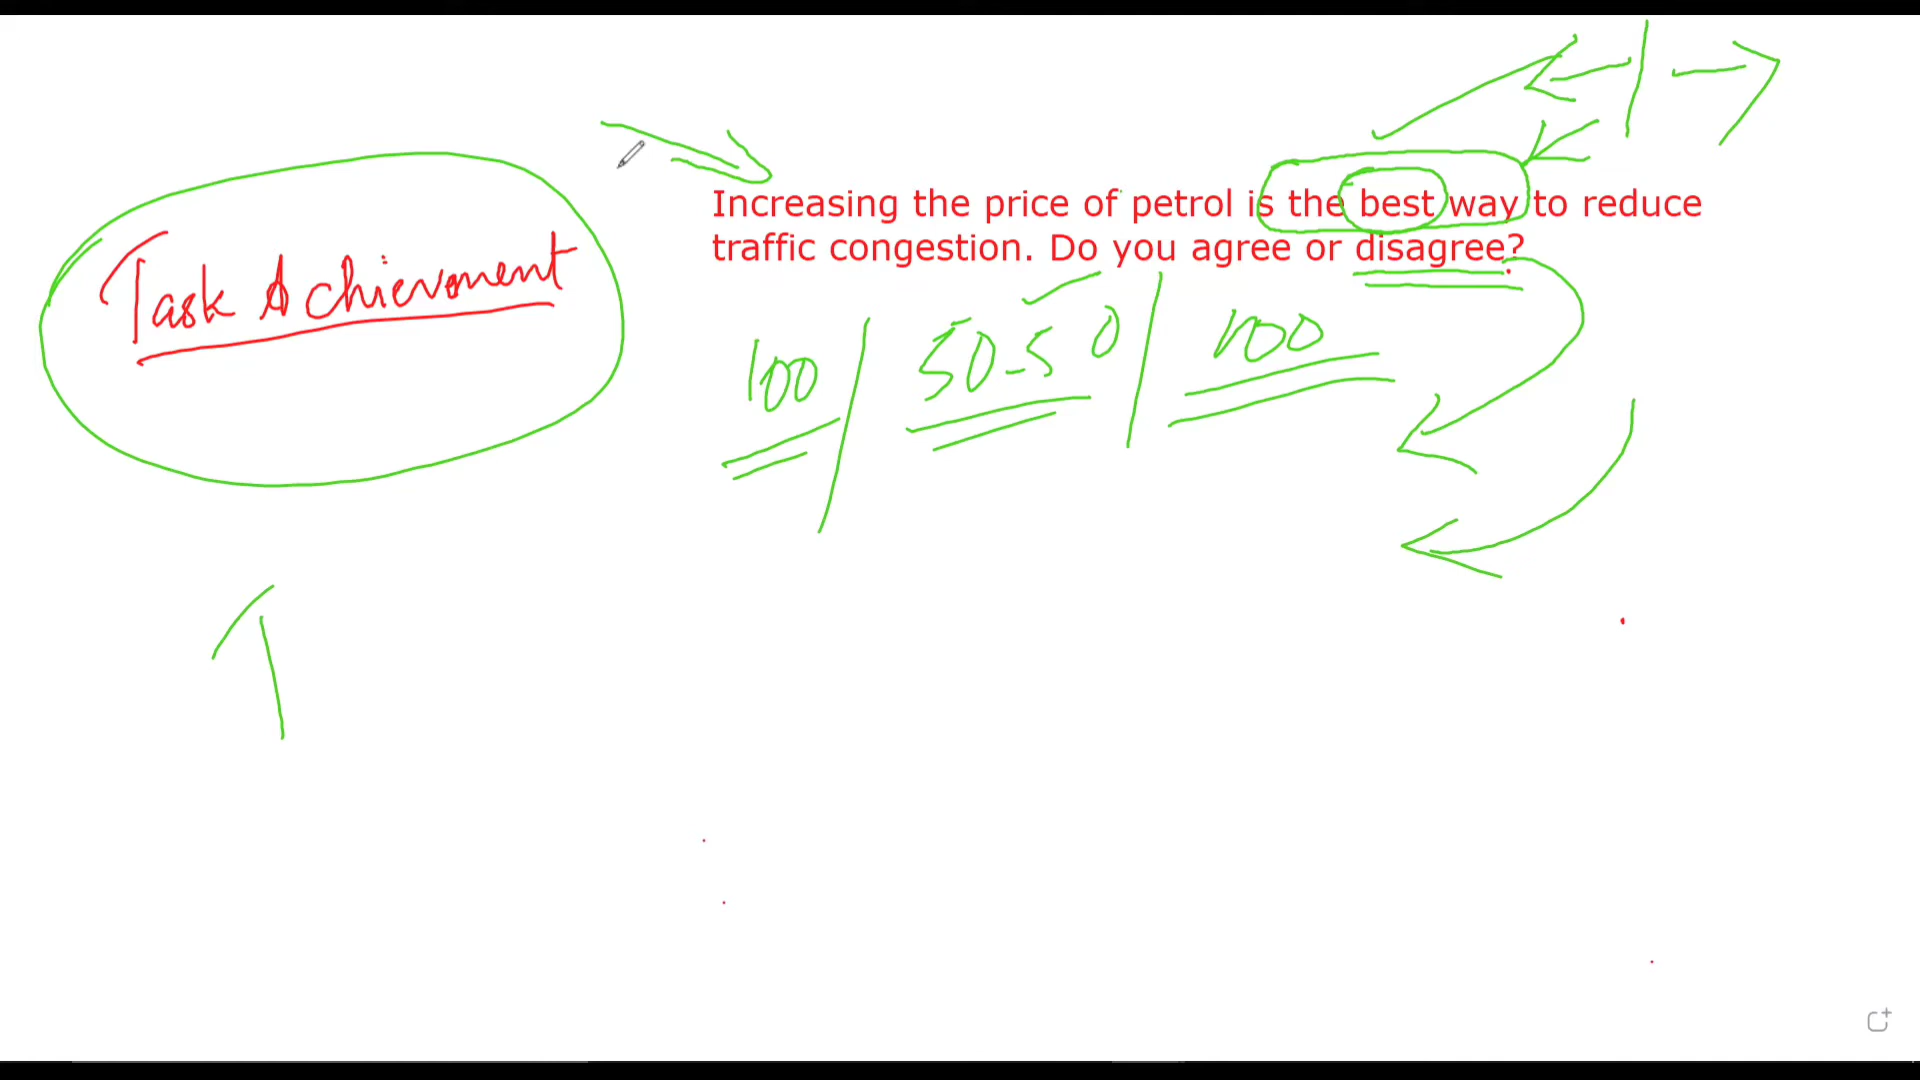 Task Achievement
Increasing the price of petrol is the best way to reduce
traffic congestion. Do you agree or disagree?
100 / 50-50 / 100
T